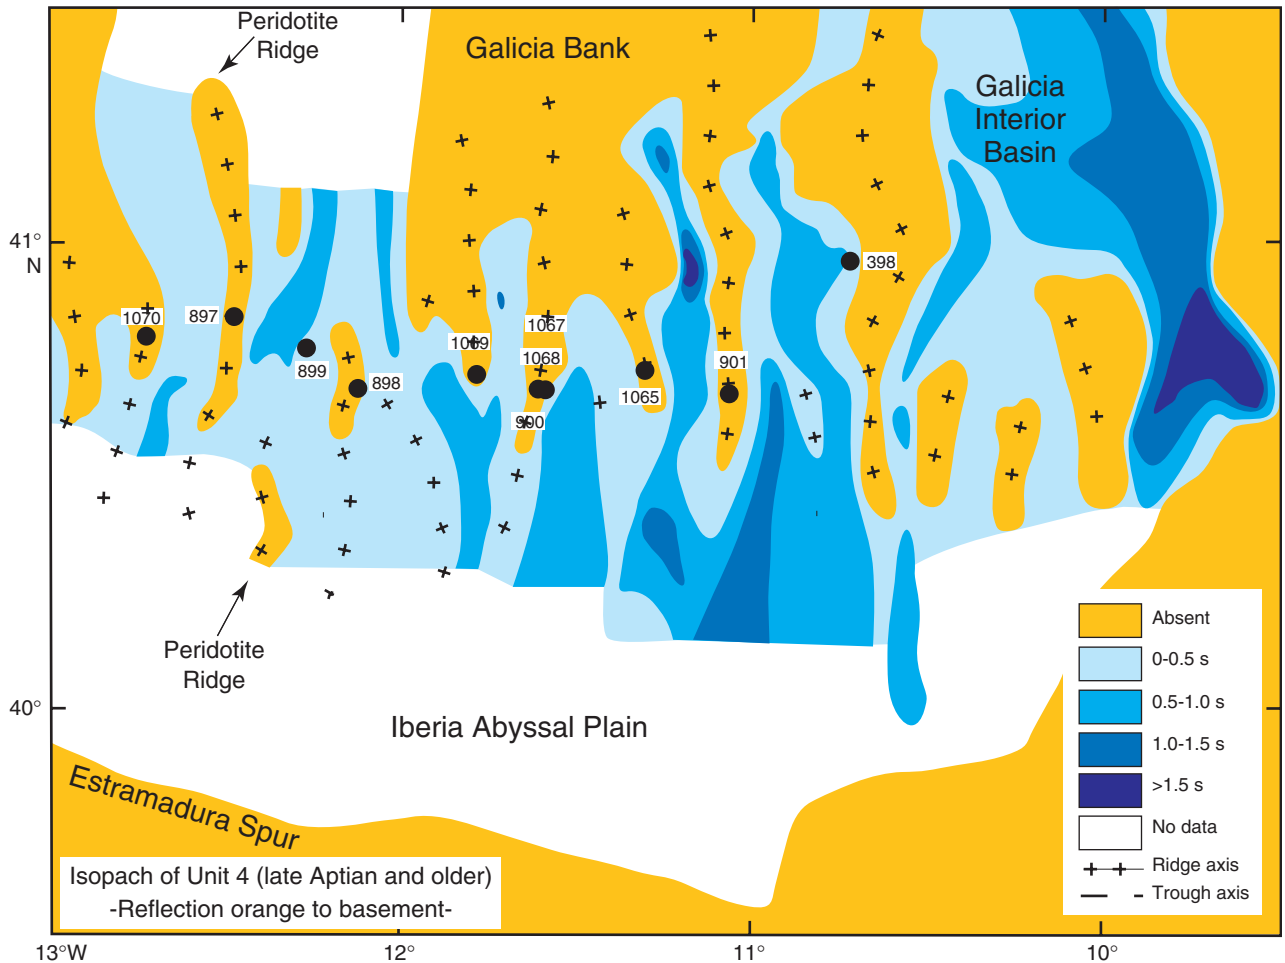 Peridotite
Ridge
Galicia Bank
Galicia
Interior
Basin
41°
N
398
1070
897
1067
1069
1068
899
898
901
1065
900
Peridotite
Ridge
Absent
0-0.5 s
0.5-1.0 s
1.0-1.5 s
>1.5 s
No data
Ridge axis
Trough axis
40°
Iberia Abyssal Plain
Estramadura Spur
Isopach of Unit 4 (late Aptian and older)
-Reflection orange to basement-
13°W
12°
11°
10°